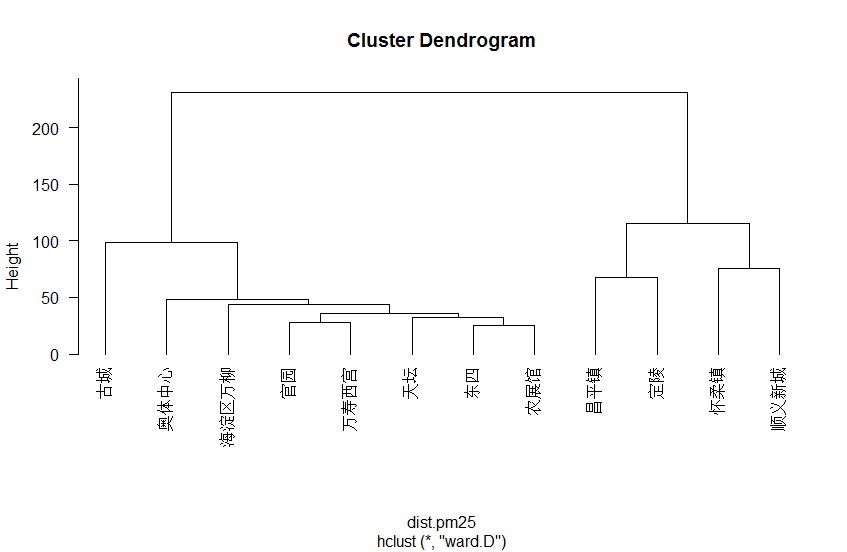 Cluster Dendrogram
Height
200
150
100
50
0
古城
奥体中心
海淀区万柳
官园
万寿西宫
天坛
东四
农展馆
昌平镇
定陵
怀柔镇
顺义新城
dist.pm25
hclust (*, "ward.D")